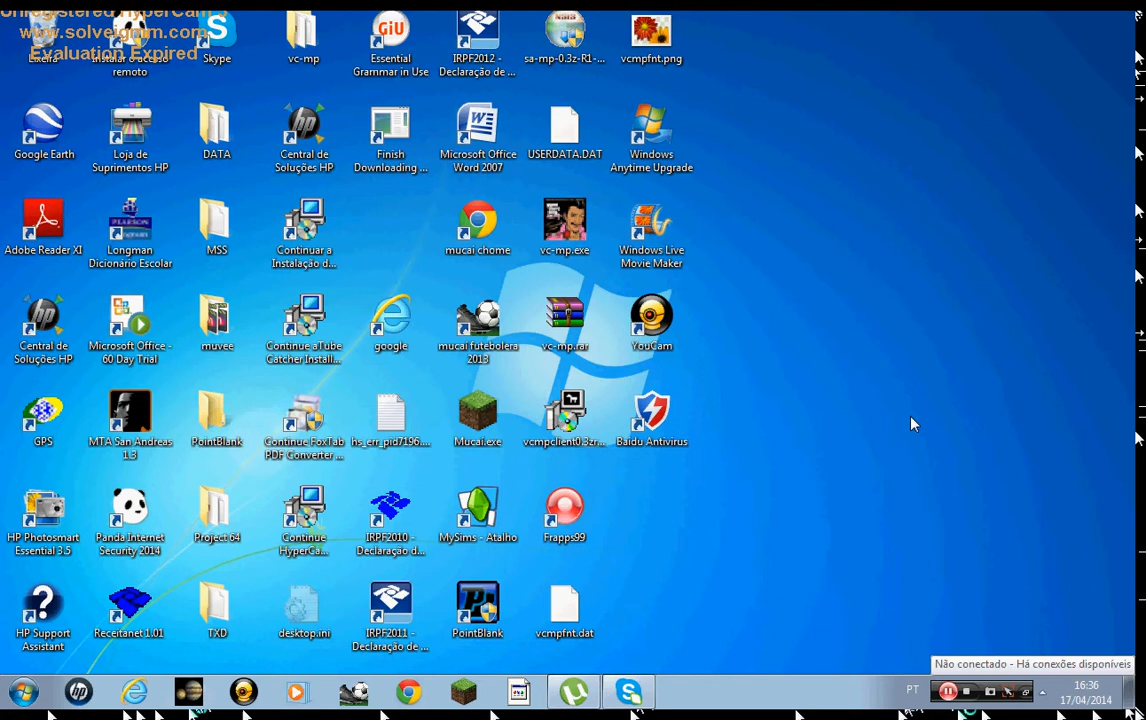 Unregistered HyperCam 3
www.solveigmm.com
Evaluation Expired
Lixeira
Instalar o acesso
remoto
Skype
vc-mp
GiU
Essential
Grammar in Use
IRPF2012 -
Declaração de ...
sa-mp-0.3z-R1-...
vcmpfnt.png
Google Earth
Loja de
Suprimentos HP
DATA
Central de
Soluções HP
Finish
Downloading ...
Microsoft Office
Word 2007
USERDATA.DAT
Windows
Anytime Upgrade
Adobe Reader XI
PEARSON
Longman
Dicionário Escolar
MSS
Continuar a
Instalação d...
mucai chome
vc-mp.exe
Windows Live
Movie Maker
Central de
Soluções HP
Microsoft Office -
60 Day Trial
muvee
Continue aTube
Catcher Install...
google
mucai futebolera
2013
vc-mp.rar
YouCam
GPS
MTA San Andreas
1.3
PointBlank
Continue FoxTab
PDF Converter ...
hs_err_pid7196....
Mucai.exe
vcmpclient0.3zr...
Baidu Antivirus
HP Photosmart
Essential 3.5
Panda Internet
Security 2014
Project 64
Continue
HyperCa...
IRPF2010 -
Declaração d...
MySims - Atalho
Frapps99
HP Support
Assistant
Receitanet 1.01
TXD
desktop.ini
IRPF2011 -
Declaração de ...
PointBlank
vcmpfnt.dat
Não conectado - Há conexões disponíveis
PT
16:36
17/04/2014